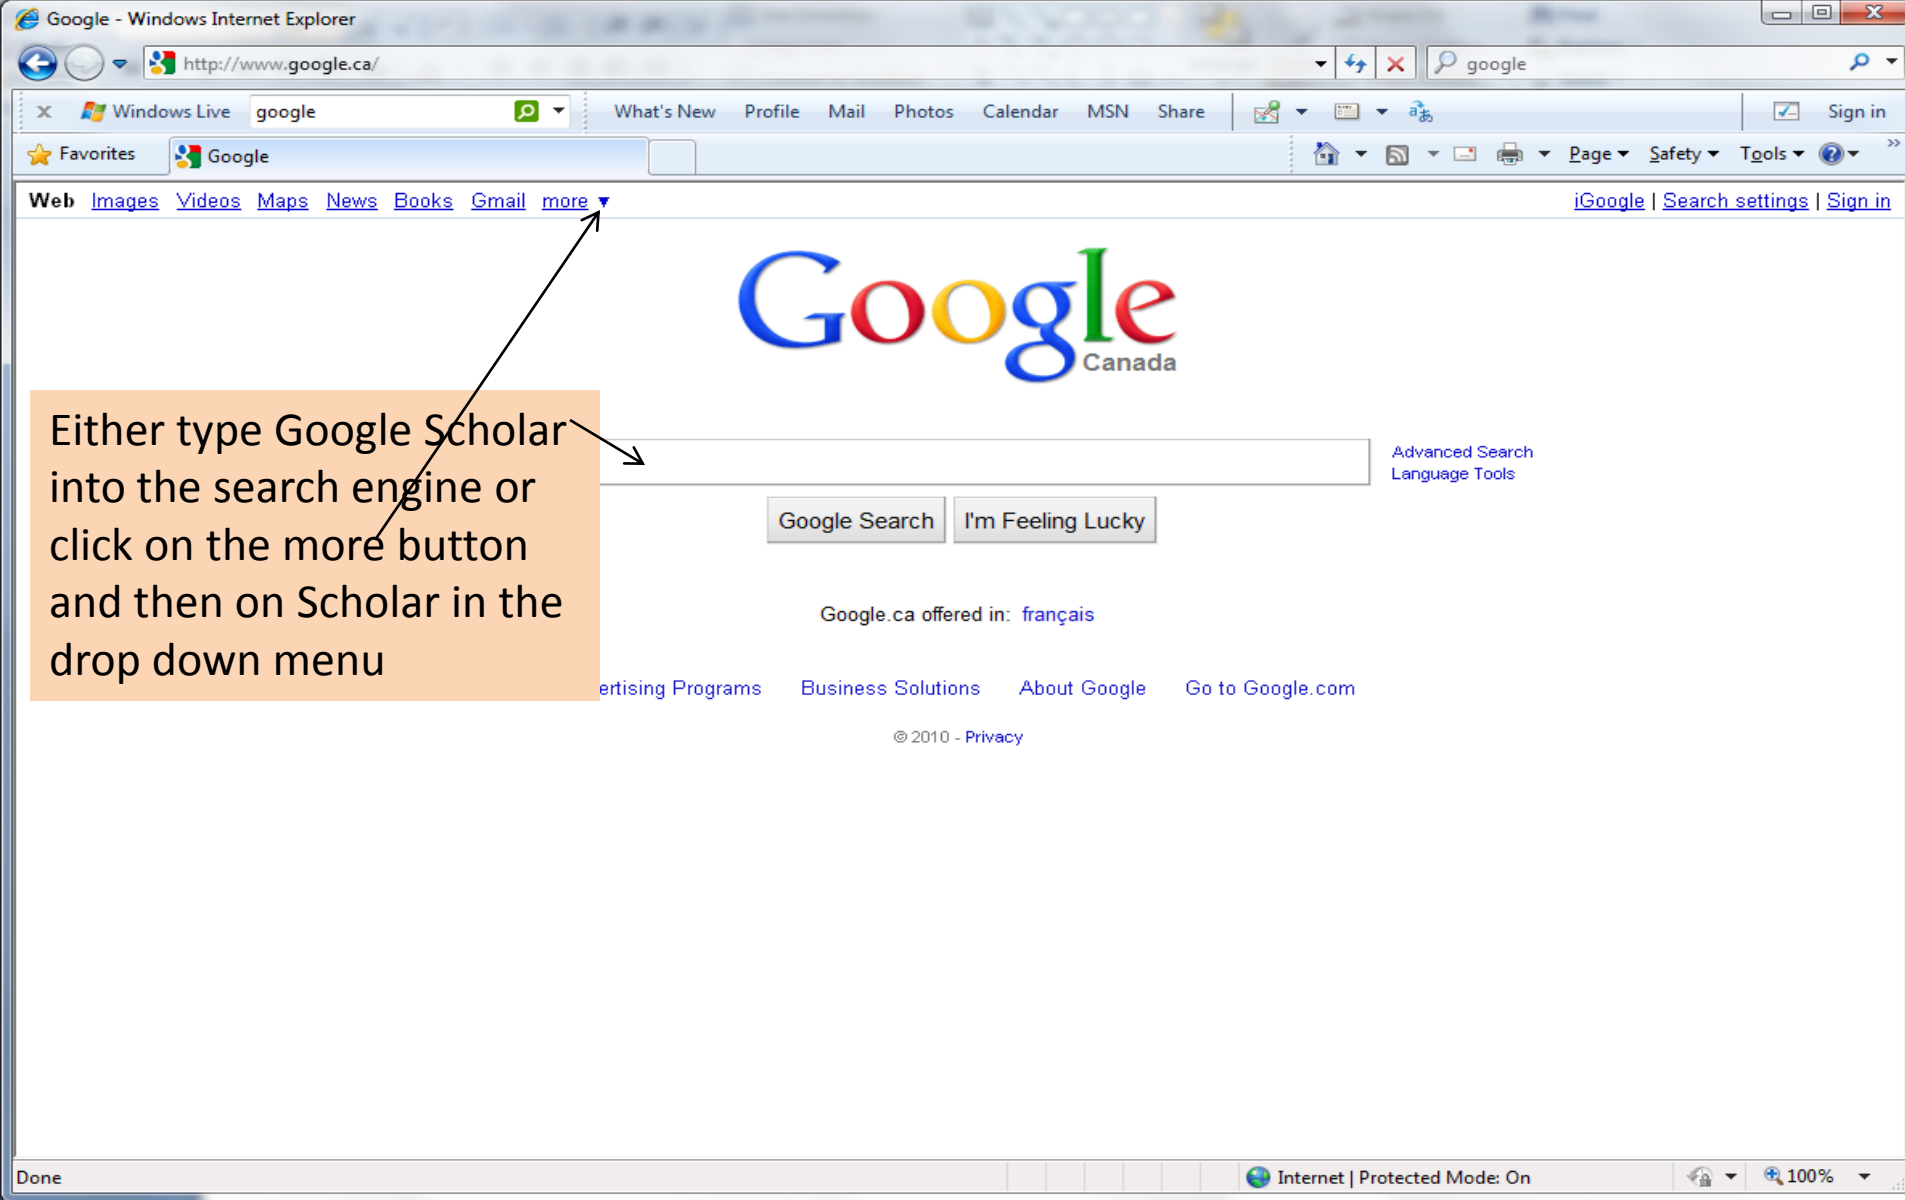 Google - Windows Internet Explorer
http://www.google.ca/
google
Windows Live google What's New Profile Mail Photos Calendar MSN Share Sign in
Favorites Google Page Safety Tools
Web Images Videos Maps News Books Gmail more iGoogle | Search settings | Sign in
Google
Canada
Either type Google Scholar
into the search engine or
click on the more button
and then on Scholar in the
drop down menu
Advanced Search
Language Tools
Google Search I'm Feeling Lucky
Google.ca offered in: français
ertising Programs Business Solutions About Google Go to Google.com
© 2010 - Privacy
Done Internet | Protected Mode: On 100%